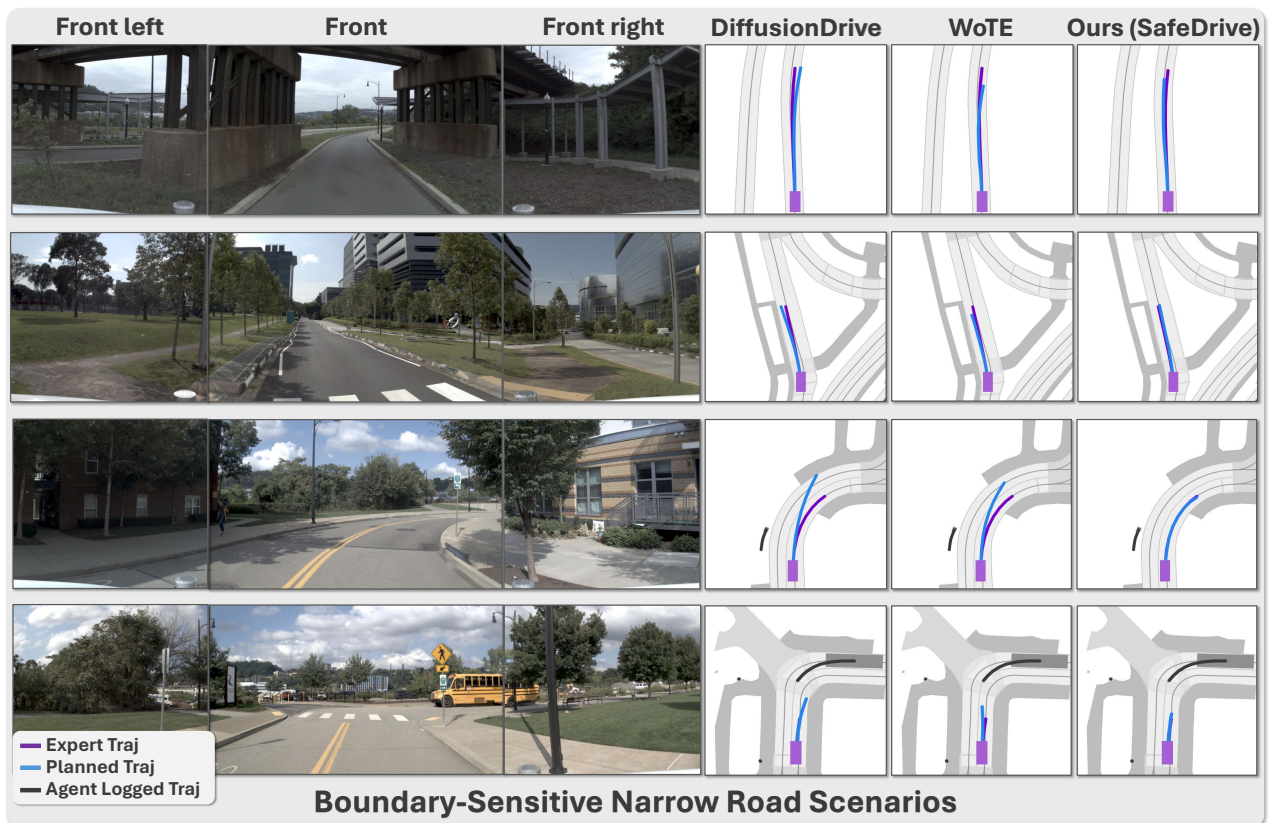 Front left
Front
Front right
DiffusionDrive
WoTE
Ours (SafeDrive)
Expert Traj
Planned Traj
Agent Logged Traj
Boundary-Sensitive Narrow Road Scenarios